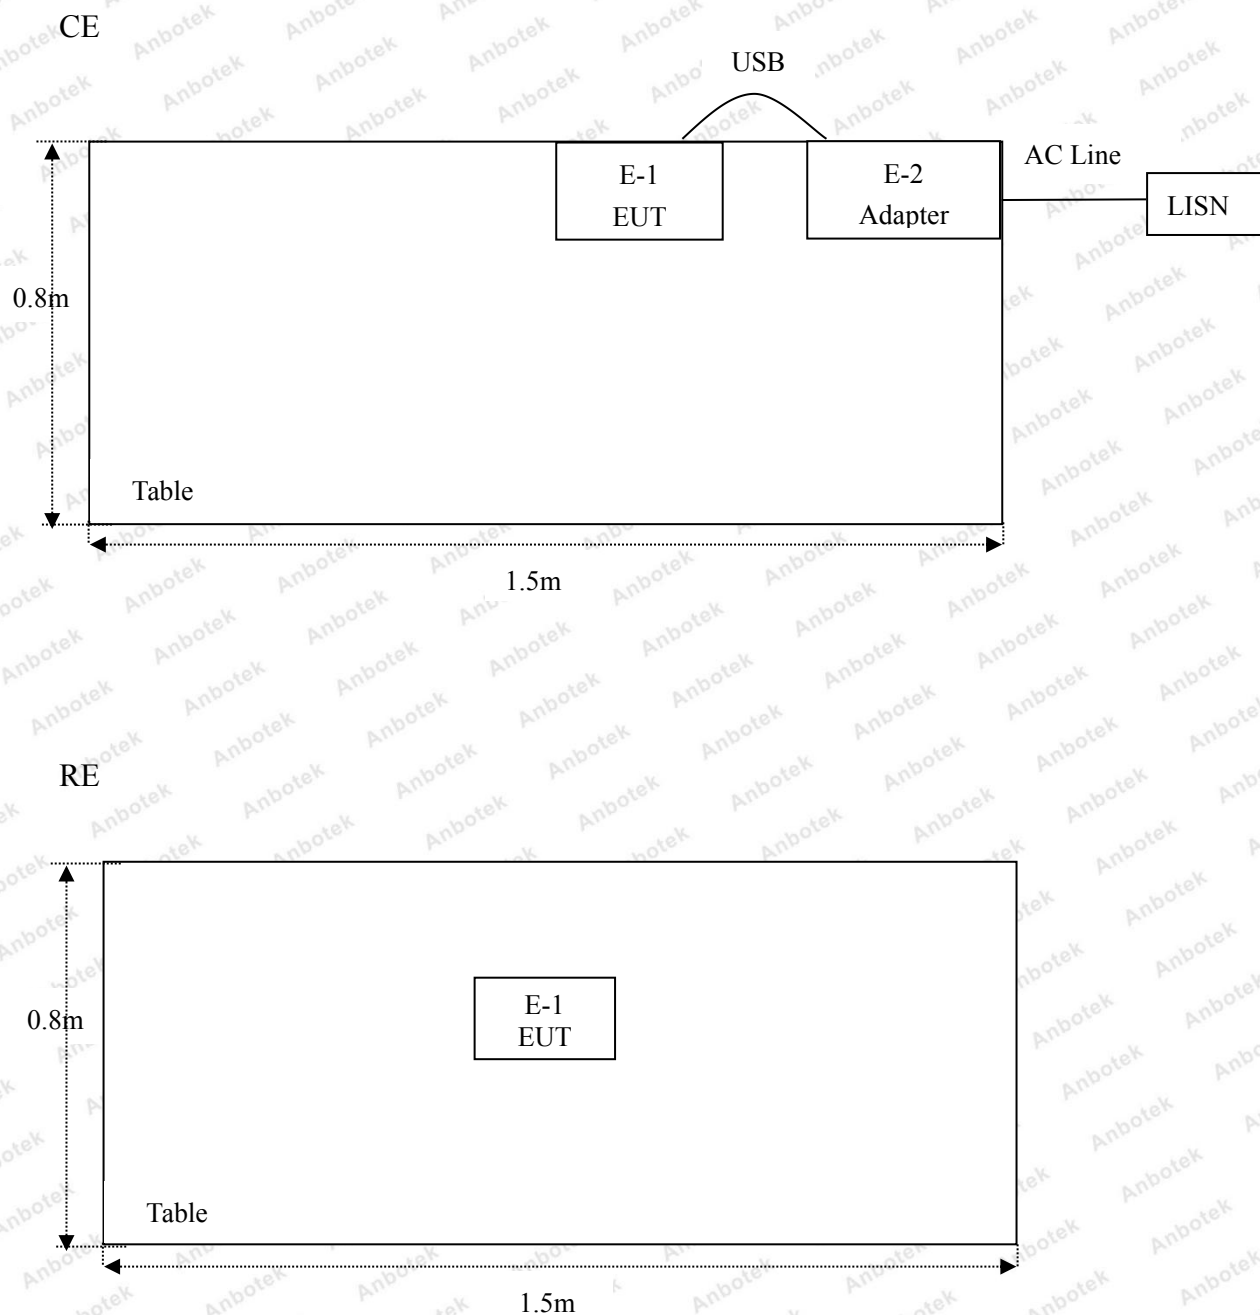 CE
USB
E-1
EUT
E-2
Adapter
AC Line
LISN
0.8m
Table
1.5m
RE
E-1
EUT
0.8m
Table
1.5m
Anbotek